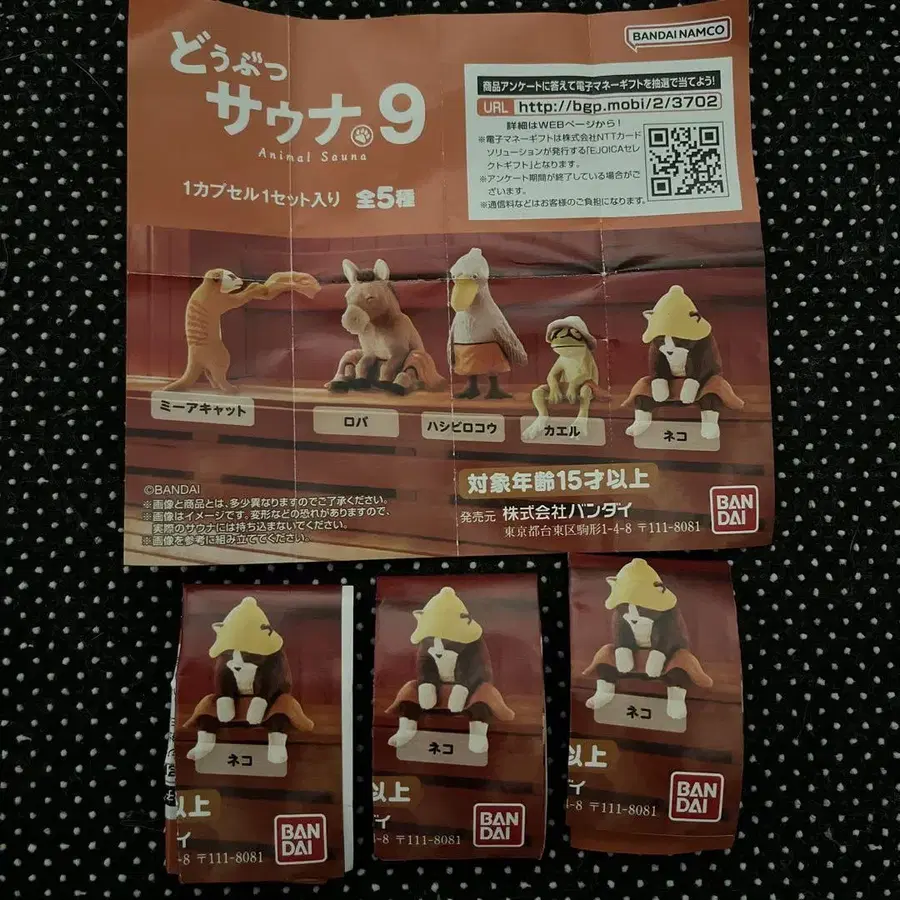 どうぶつ
サウナ 9
Animal Sauna
1カプセル1セット入り 全5種
BANDAI NAMCO
商品アンケートに答えて電子マネーギフトを抽選で当てよう!
URL http://bgp.mobi/2/3702
詳細はWEBページから!
※電子マネーギフトは株式会社NTTカード
ソリューションが発行する「EJOICAセレ
クトギフト」となります。
※アンケート期間が終了している場合がご
ざいます。
※通信料などはお客様のご負担になります。
ミーアキャット
ロバ
ハシビロコウ
カエル
ネコ
©BANDAI
※画像と商品とは、多少異なりますのでご了承ください。
※画像はイメージです。変形などの恐れがありますので、
実際のサウナには持ち込まないでください。
※画像を参考に組み立ててください。
対象年齢15才以上
発売元 株式会社バンダイ
東京都台東区駒形1-4-8 〒111-8081
BAN
DAI
ネコ
以上
ダイ
-8 〒111-8081
BAN
DAI
ネコ
以上
ダイ
-8 〒111-8081
BAN
DAI
ネコ
以上
ダイ
-8 〒111-8081
BAN
DAI